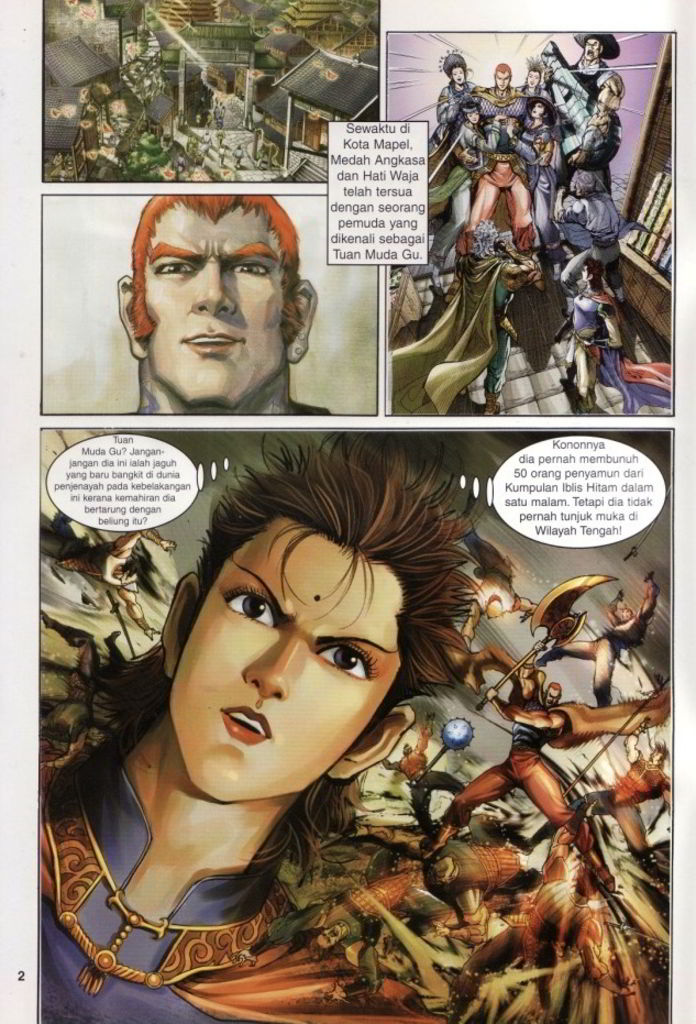 Sewaktu di
Kota Mapel,
Medah Angkasa
dan Hati Waja
telah tersua
dengan seorang
pemuda yang
dikenali sebagai
Tuan Muda Gu.
Tuan
Muda Gu? Jangan-
jangan dia ini ialah jaguh
yang baru bangkit di dunia
penjenayah pada kebelakangan
ini kerana kemahiran dia
bertarung dengan
beliung itu?
Kononnya
dia pernah membunuh
50 orang penyamun dari
Kumpulan Iblis Hitam dalam
satu malam. Tetapi dia tidak
pernah tunjuk muka di
Wilayah Tengah!
2